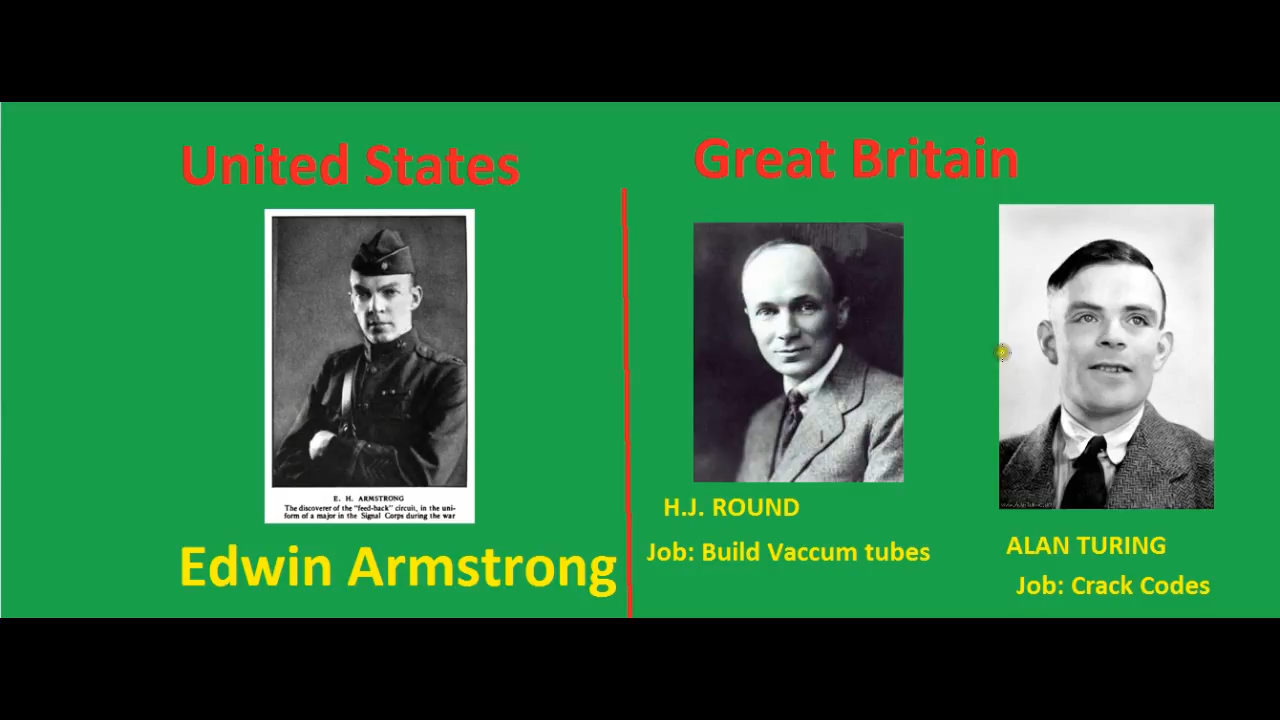 United States
Great Britain
E. H. ARMSTRONG
The discoverer of the "feed-back" circuit, in the uni-
form of a major in the Signal Corps during the war
Edwin Armstrong
H.J. ROUND
Job: Build Vaccum tubes
ALAN TURING
Job: Crack Codes